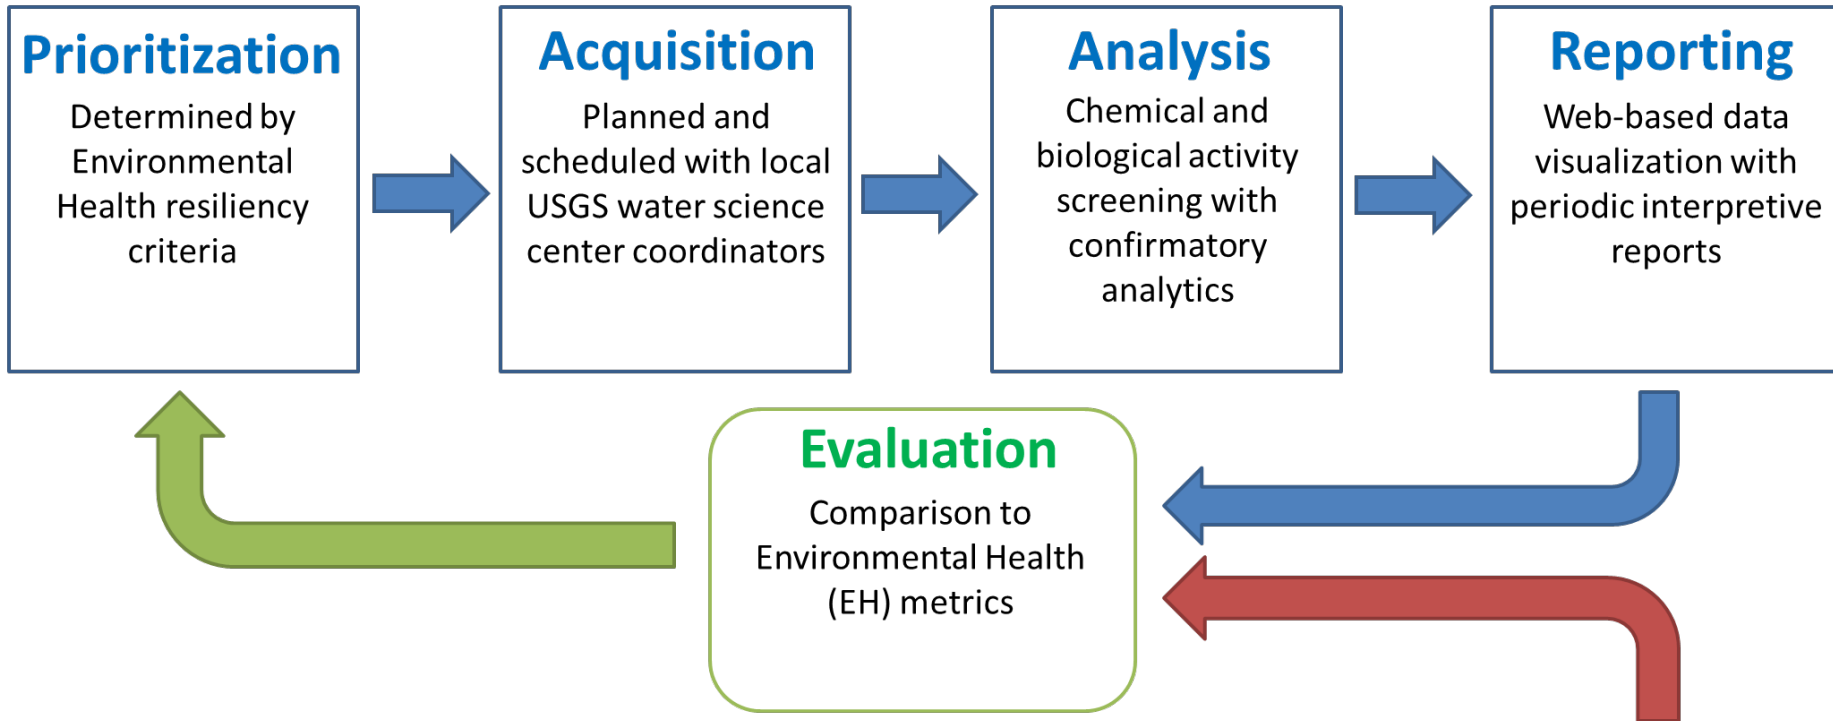 Prioritization
Determined by
Environmental
Health resiliency
criteria
Acquisition
Planned and
scheduled with local
USGS water science
center coordinators
Analysis
Chemical and
biological activity
screening with
confirmatory
analytics
Reporting
Web-based data
visualization with
periodic interpretive
reports
Evaluation
Comparison to
Environmental Health
(EH) metrics